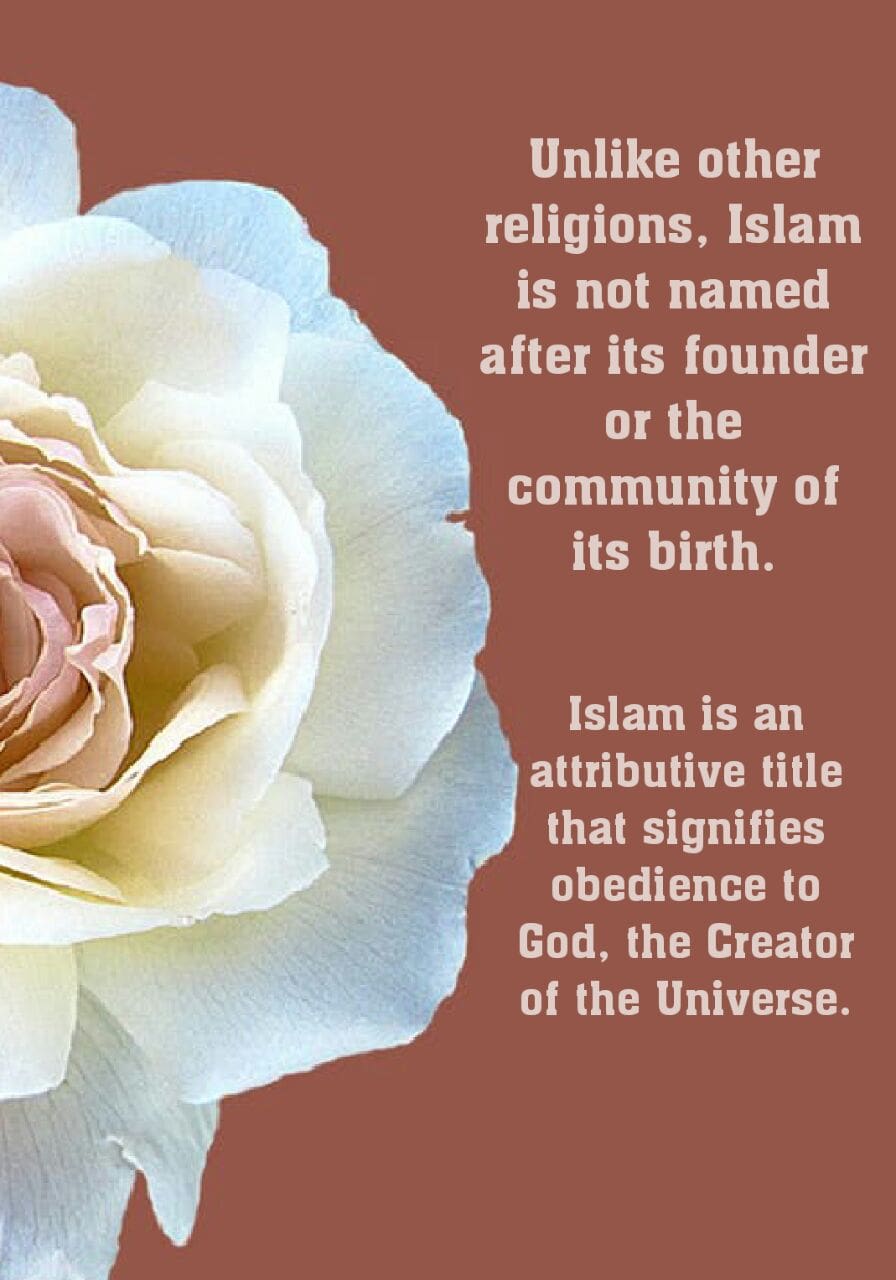 Unlike other
religions, Islam
is not named
after its founder
or the
community of
its birth.
Islam is an
attributive title
that signifies
obedience to
God, the Creator
of the Universe.